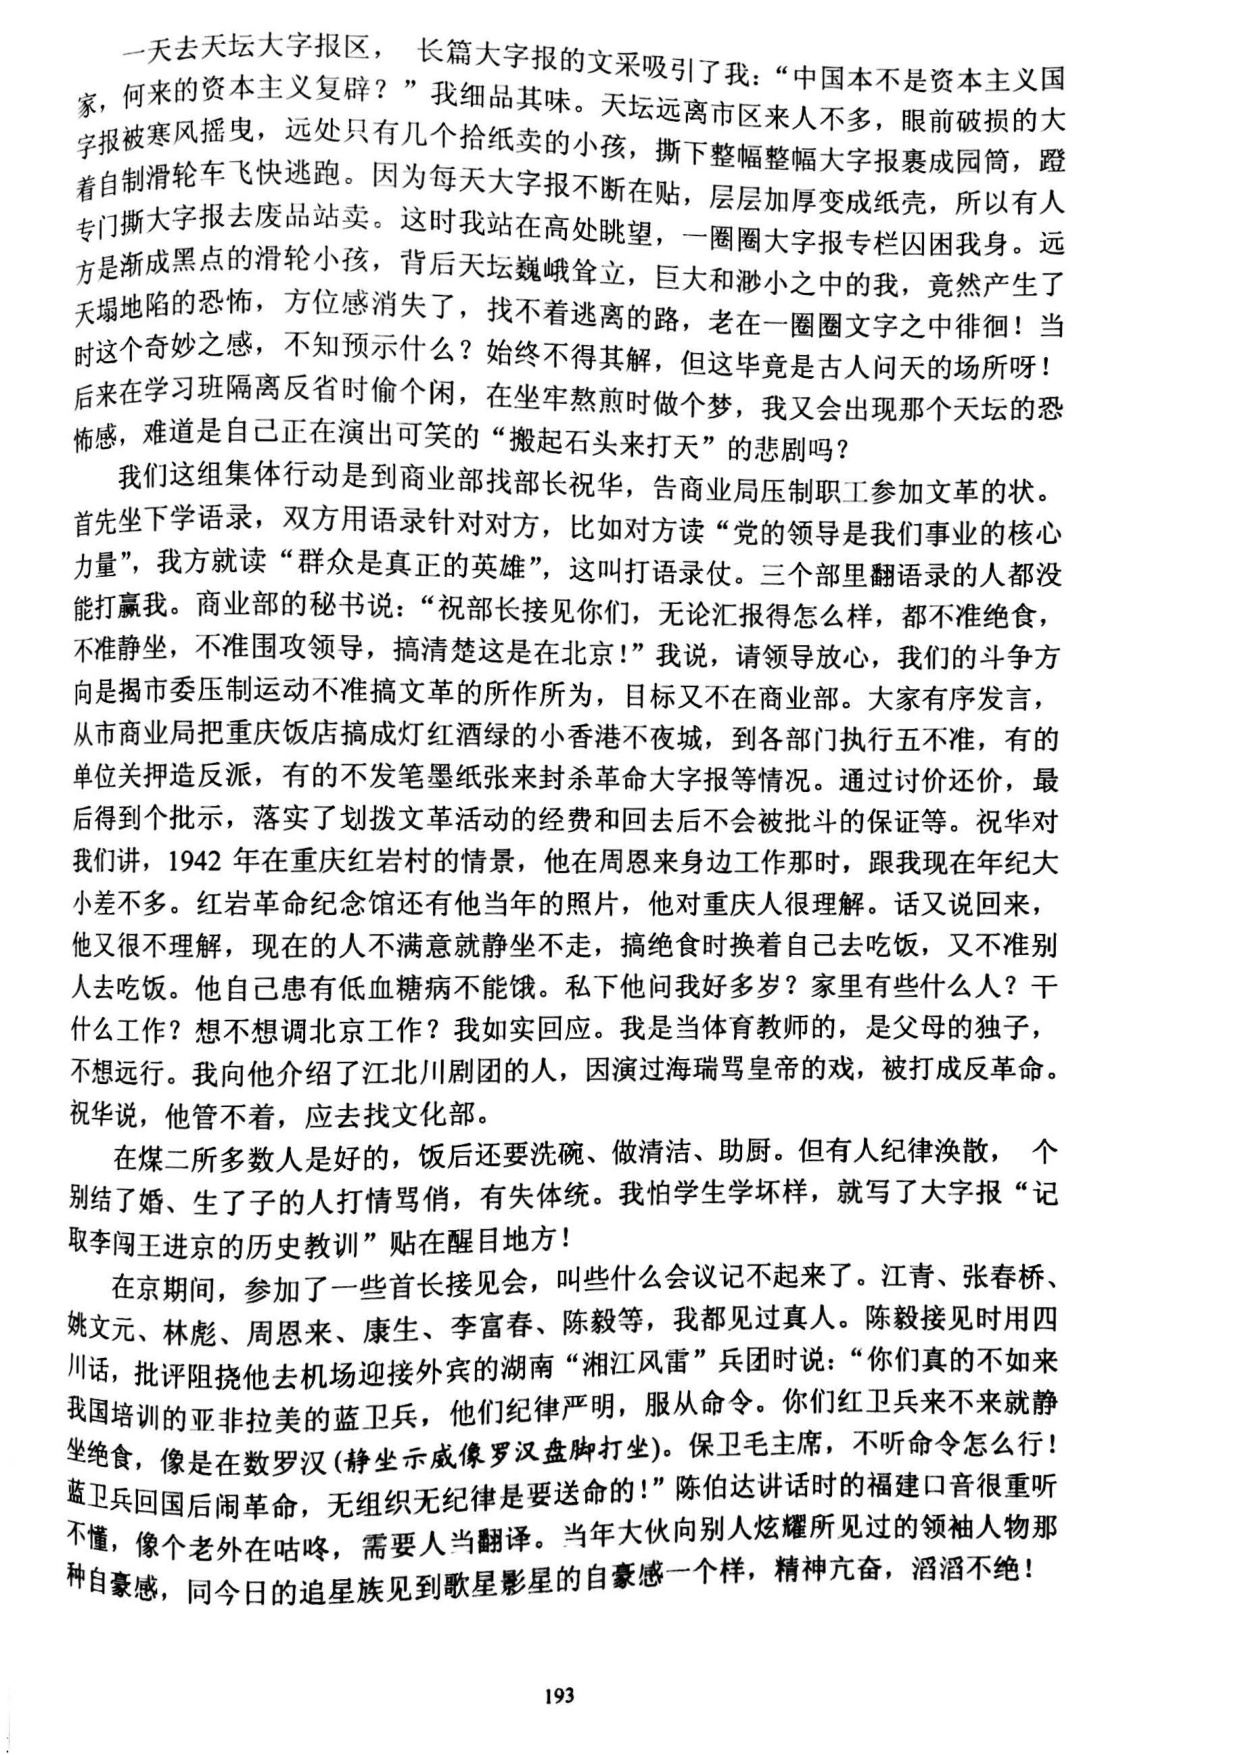 一天去天坛大字报区， 长篇大字报的文采吸引了我：“中国本不是资本主义国
家，何来的资本主义复辟？”我细品其味。天坛远离市区来人不多，眼前破损的大
字报被寒风摇曳，远处只有几个拾纸卖的小孩，撕下整幅整幅大字报裹成园筒，蹬
着自制滑轮车飞快逃跑。因为每天大字报不断在贴，层层加厚变成纸壳，所以有人
专门撕大字报去废品站卖。这时我站在高处眺望，一圈圈大字报专栏囚困我身。远
方是渐成黑点的滑轮小孩，背后天坛巍峨耸立，巨大和渺小之中的我，竟然产生了
天塌地陷的恐怖，方位感消失了，找不着逃离的路，老在一圈圈文字之中徘徊！当
时这个奇妙之感，不知预示什么？始终不得其解，但这毕竟是古人问天的场所呀！
后来在学习班隔离反省时偷个闲，在坐牢熬煎时做个梦，我又会出现那个天坛的恐
怖感，难道是自己正在演出可笑的“搬起石头来打天”的悲剧吗？
我们这组集体行动是到商业部找部长祝华，告商业局压制职工参加文革的状。
首先坐下学语录，双方用语录针对对方，比如对方读“党的领导是我们事业的核心
力量”，我方就读“群众是真正的英雄”，这叫打语录仗。三个部里翻语录的人都没
能打赢我。商业部的秘书说：“祝部长接见你们，无论汇报得怎么样，都不准绝食，
不准静坐，不准围攻领导，搞清楚这是在北京！”我说，请领导放心，我们的斗争方
向是揭市委压制运动不准搞文革的所作所为，目标又不在商业部。大家有序发言，
从市商业局把重庆饭店搞成灯红酒绿的小香港不夜城，到各部门执行五不准，有的
单位关押造反派，有的不发笔墨纸张来封杀革命大字报等情况。通过讨价还价，最
后得到个批示，落实了划拨文革活动的经费和回去后不会被批斗的保证等。祝华对
我们讲，1942 年在重庆红岩村的情景，他在周恩来身边工作那时，跟我现在年纪大
小差不多。红岩革命纪念馆还有他当年的照片，他对重庆人很理解。话又说回来，
他又很不理解，现在的人不满意就静坐不走，搞绝食时换着自己去吃饭，又不准别
人去吃饭。他自己患有低血糖病不能饿。私下他问我好多岁？家里有些什么人？干
什么工作？想不想调北京工作？我如实回应。我是当体育教师的，是父母的独子，
不想远行。我向他介绍了江北川剧团的人，因演过海瑞骂皇帝的戏，被打成反革命。
祝华说，他管不着，应去找文化部。
在煤二所多数人是好的，饭后还要洗碗、做清洁、助厨。但有人纪律涣散， 个
别结了婚、生了子的人打情骂俏，有失体统。我怕学生学坏样，就写了大字报“记
取李闯王进京的历史教训”贴在醒目地方！
在京期间，参加了一些首长接见会，叫些什么会议记不起来了。江青、张春桥、
姚文元、林彪、周恩来、康生、李富春、陈毅等，我都见过真人。陈毅接见时用四
川话，批评阻挠他去机场迎接外宾的湖南“湘江风雷”兵团时说：“你们真的不如来
我国培训的亚非拉美的蓝卫兵，他们纪律严明，服从命令。你们红卫兵来不来就静
坐绝食，像是在数罗汉(静坐示威像罗汉盘脚打坐)。保卫毛主席，不听命令怎么行！
蓝卫兵回国后闹革命，无组织无纪律是要送命的！”陈伯达讲话时的福建口音很重听
不懂，像个老外在咕咚，需要人当翻译。当年大伙向别人炫耀所见过的领袖人物那
种自豪感，同今日的追星族见到歌星影星的自豪感一个样，精神亢奋，滔滔不绝！
193